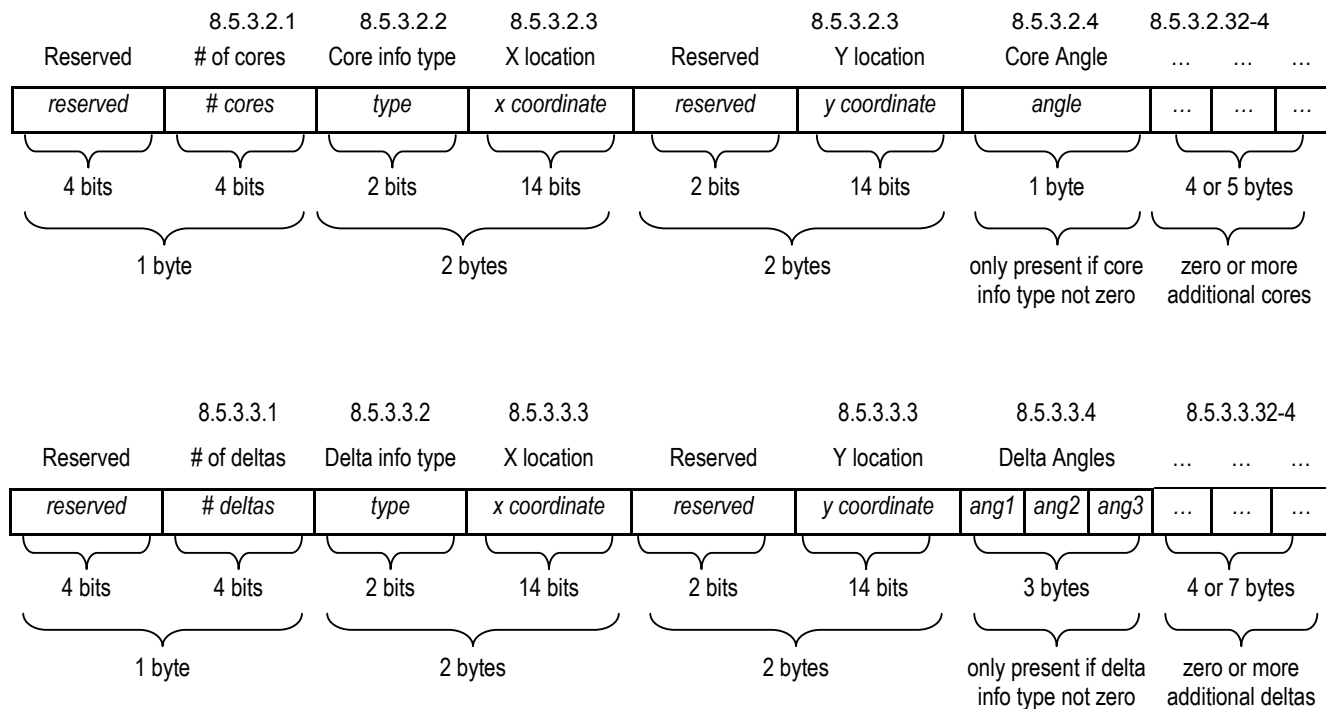 8.5.3.2.1 8.5.3.2.2 8.5.3.2.3 8.5.3.2.3 8.5.3.2.4 8.5.3.2.32-4
Reserved # of cores Core info type X location Reserved Y location Core Angle … …
reserved # cores type x coordinate reserved y coordinate angle … … …
4 bits 4 bits 2 bits 14 bits 2 bits 14 bits 1 byte 4 or 5 bytes
1 byte 2 bytes 2 bytes only present if core zero or more
info type not zero additional cores
8.5.3.3.1 8.5.3.3.2 8.5.3.3.3 8.5.3.3.3 8.5.3.3.4 8.5.3.3.32-4
Reserved # of deltas Delta info type X location Reserved Y location Delta Angles … …
reserved # deltas type x coordinate reserved y coordinate ang1 ang2 ang3 … … …
4 bits 4 bits 2 bits 14 bits 2 bits 14 bits 3 bytes 4 or 7 bytes
1 byte 2 bytes 2 bytes only present if delta zero or more
info type not zero additional deltas